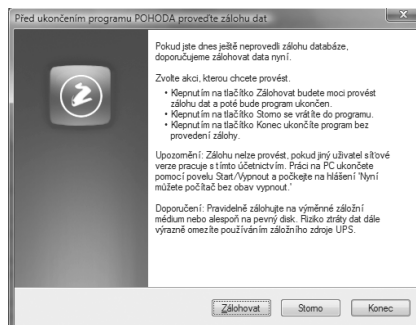 Před ukončením programu POHODA proveďte zálohu dat
Pokud jste dnes ještě neprovedli zálohu databáze,
doporučujeme zálohovat data nyní.
Zvolte akci, kterou chcete provést.
• Klepnutím na tlačítko Zálohovat budete moci provést
zálohu dat a poté bude program ukončen.
• Klepnutím na tlačítko Storno se vrátíte do programu.
• Klepnutím na tlačítko Konec ukončíte program bez
provedení zálohy.
Upozornění: Zálohu nelze provést, pokud jiný uživatel síťové
verze pracuje s tímto účetnictvím. Práci na PC ukončete
pomocí povelu Start/Vypnout a počkejte na hlášení 'Nyní
můžete počítač bez obav vypnout.'
Doporučení: Pravidelně zálohujte na výměnné záložní
médium nebo alespoň na pevný disk. Riziko ztráty dat dále
výrazně omezíte používáním záložního zdroje UPS.
Zálohovat
Storno
Konec